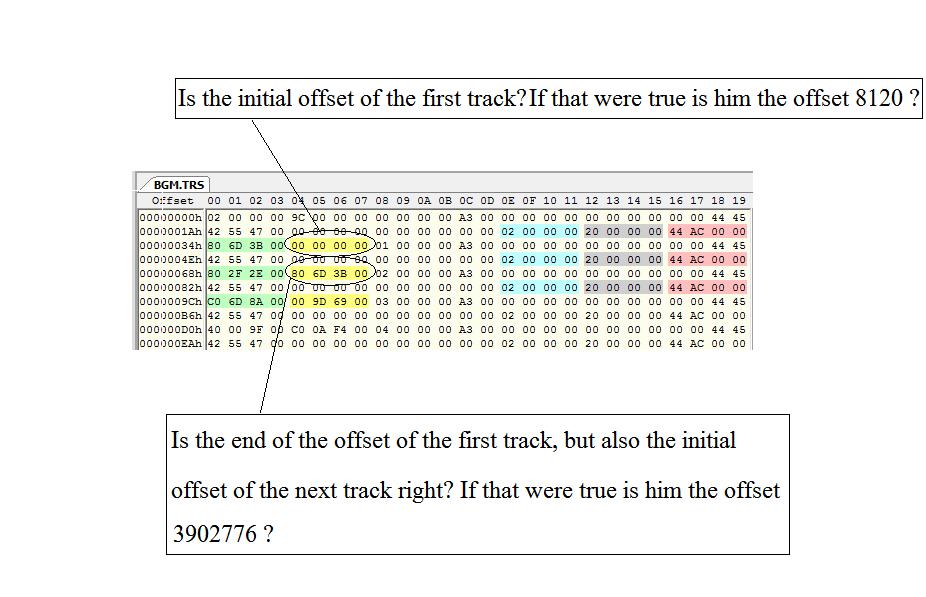 Is the initial offset of the first track?If that were true is him the offset 8120 ?
BGM.TRS
Offset 00 01 02 03 04 05 06 07 08 09 0A 0B 0C 0D 0E 0F 10 11 12 13 14 15 16 17 18 19
00000000h 02 00 00 00 9C 00 00 00 00 00 00 00 A3 00 00 00 00 00 00 00 00 00 00 00 44 45
0000001Ah 42 55 47 00 00 00 00 00 00 00 00 00 00 00 02 00 00 00 20 00 00 00 44 AC 00 00
00000034h 80 6D 3B 00 00 00 00 00 01 00 00 00 A3 00 00 00 00 00 00 00 00 00 00 00 44 45
0000004Eh 42 55 47 00 00 00 00 00 00 00 00 00 00 00 02 00 00 00 20 00 00 00 44 AC 00 00
00000068h 80 2F 2E 00 80 6D 3B 00 02 00 00 00 A3 00 00 00 00 00 00 00 00 00 00 00 44 45
00000082h 42 55 47 00 00 00 00 00 00 00 00 00 00 00 02 00 00 00 20 00 00 00 44 AC 00 00
0000009Ch C0 6D 8A 00 00 9D 69 00 03 00 00 00 A3 00 00 00 00 00 00 00 00 00 00 00 44 45
000000B6h 42 55 47 00 00 00 00 00 00 00 00 00 00 00 02 00 00 00 20 00 00 00 44 AC 00 00
000000D0h 40 00 9F 00 C0 0A F4 00 04 00 00 00 A3 00 00 00 00 00 00 00 00 00 00 00 44 45
000000EAh 42 55 47 00 00 00 00 00 00 00 00 00 00 00 02 00 00 00 20 00 00 00 44 AC 00 00
Is the end of the offset of the first track, but also the initial
offset of the next track right? If that were true is him the offset
3902776 ?